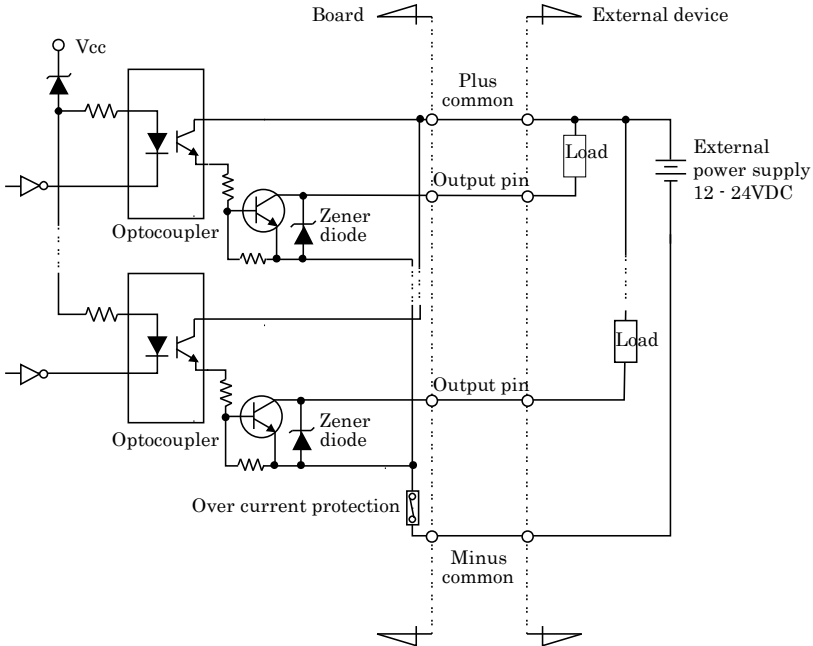 Board
External device
Vcc
Plus
common
Load
External
power supply
12 - 24VDC
Output pin
Zener
diode
Optocoupler
Load
Output pin
Zener
diode
Optocoupler
Over current protection
Minus
common